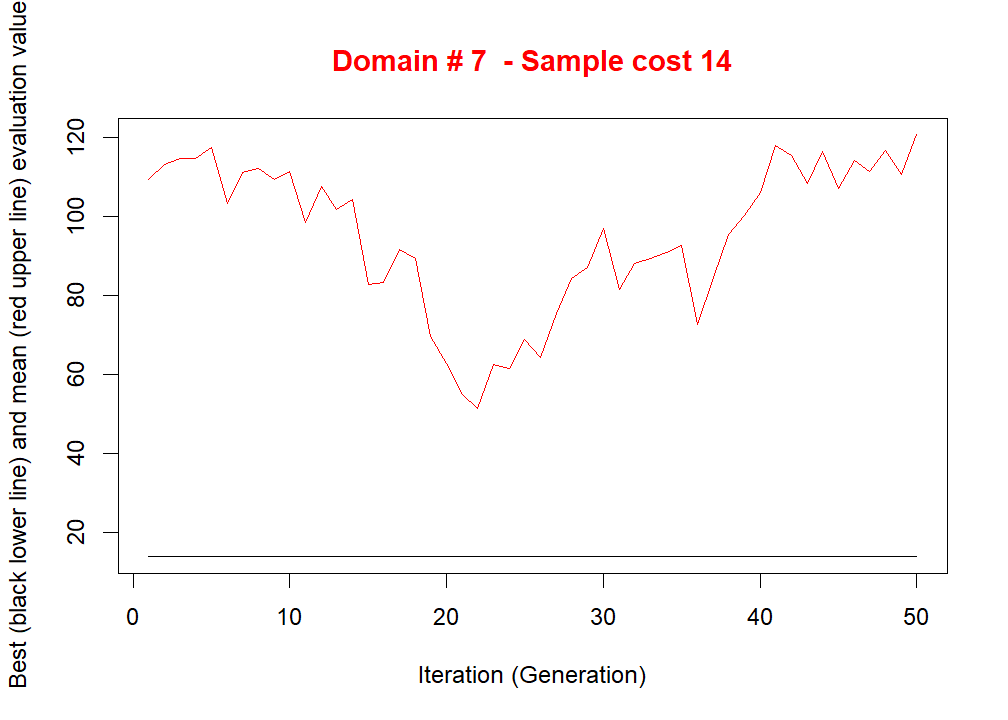 Domain # 7  - Sample cost 14
Best (black lower line) and mean (red upper line) evaluation value
120
100
80
60
40
20
0 10 20 30 40 50
Iteration (Generation)